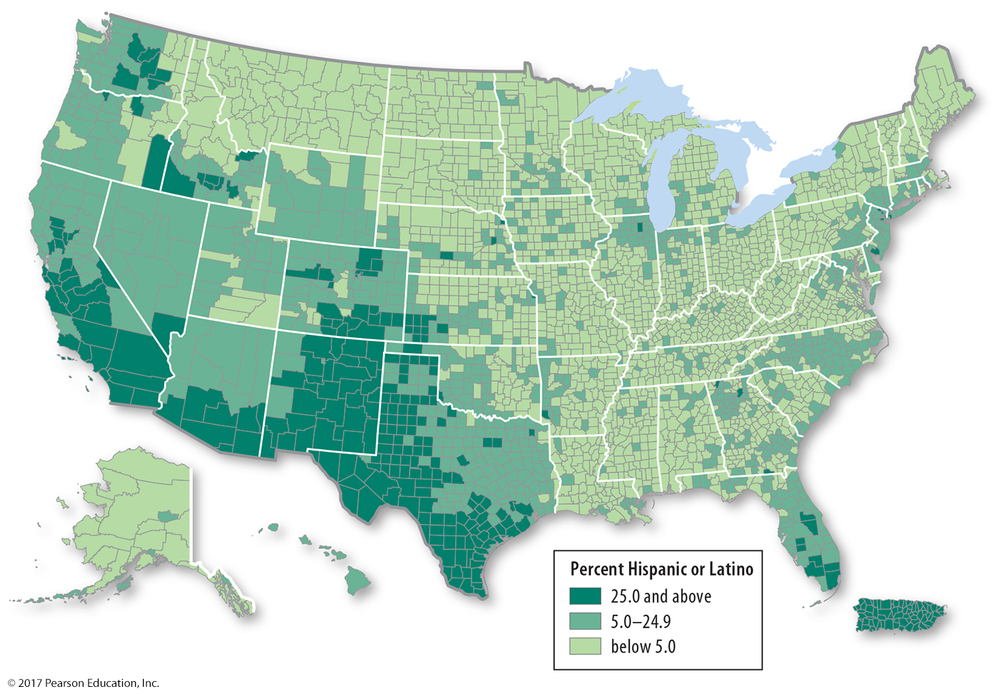 Percent Hispanic or Latino
25.0 and above
5.0–24.9
below 5.0
© 2017 Pearson Education, Inc.